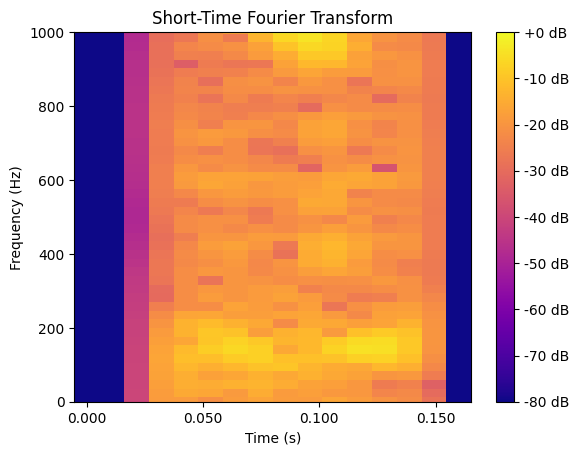 Short-Time Fourier Transform
1000
800
600
400
200
0
Frequency (Hz)
0.000
0.050
0.100
0.150
Time (s)
+0 dB
-10 dB
-20 dB
-30 dB
-40 dB
-50 dB
-60 dB
-70 dB
-80 dB